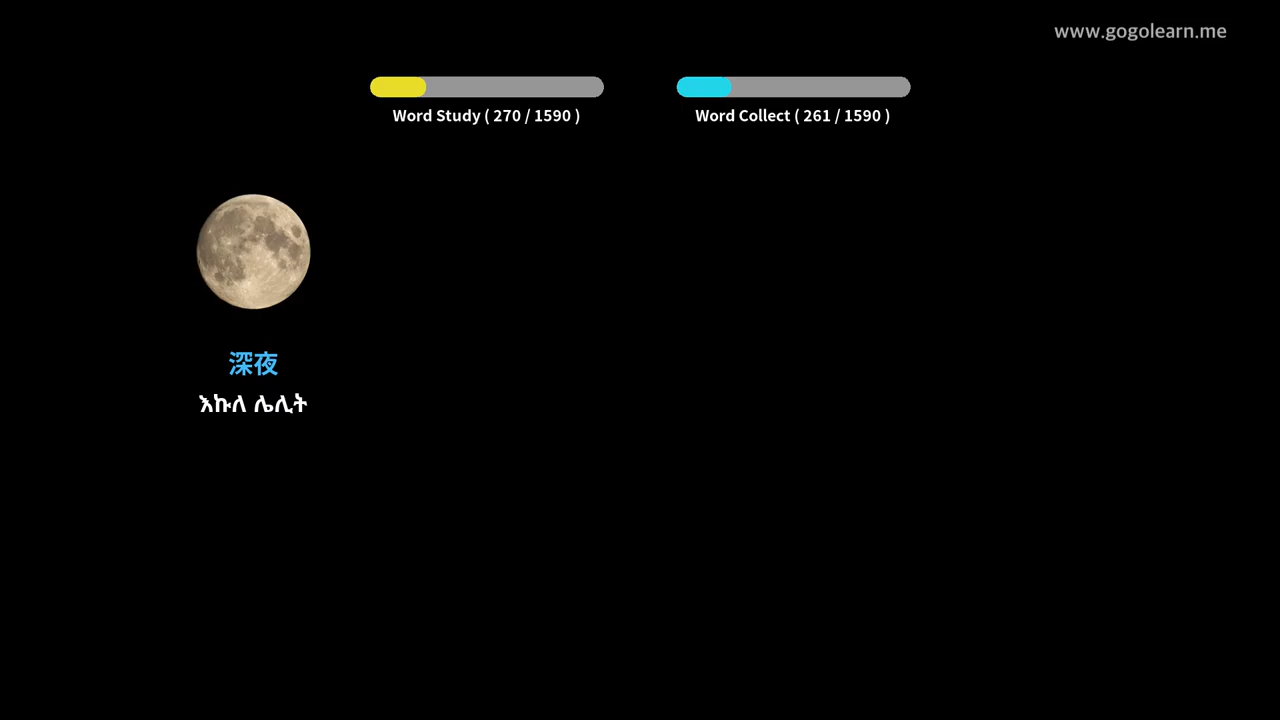 www.gogolearn.me
Word Study ( 270 / 1590 )
Word Collect ( 261 / 1590 )
深夜
እኩለ ሌሊት